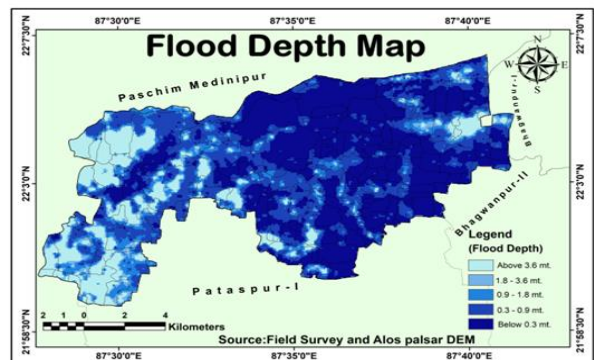 87°30'0"E 87°35'0"E 87°40'0"E
22°7'30"N 22°7'30"N
Flood Depth Map
N
W E
S
Paschim Medinipur
Bhagwanpur-I
22°3'0"N 22°3'0"N
Bhagwanpur-II
Legend
(Flood Depth)
Above 3.6 mt.
1.8 - 3.6 mt.
0.9 - 1.8 mt.
0.3 - 0.9 mt.
Below 0.3 mt.
Pataspur-I
2 1 0 2 4
Kilometers
Source:Field Survey and Alos palsar DEM
21°58'30"N 21°58'30"N
87°30'0"E 87°35'0"E 87°40'0"E